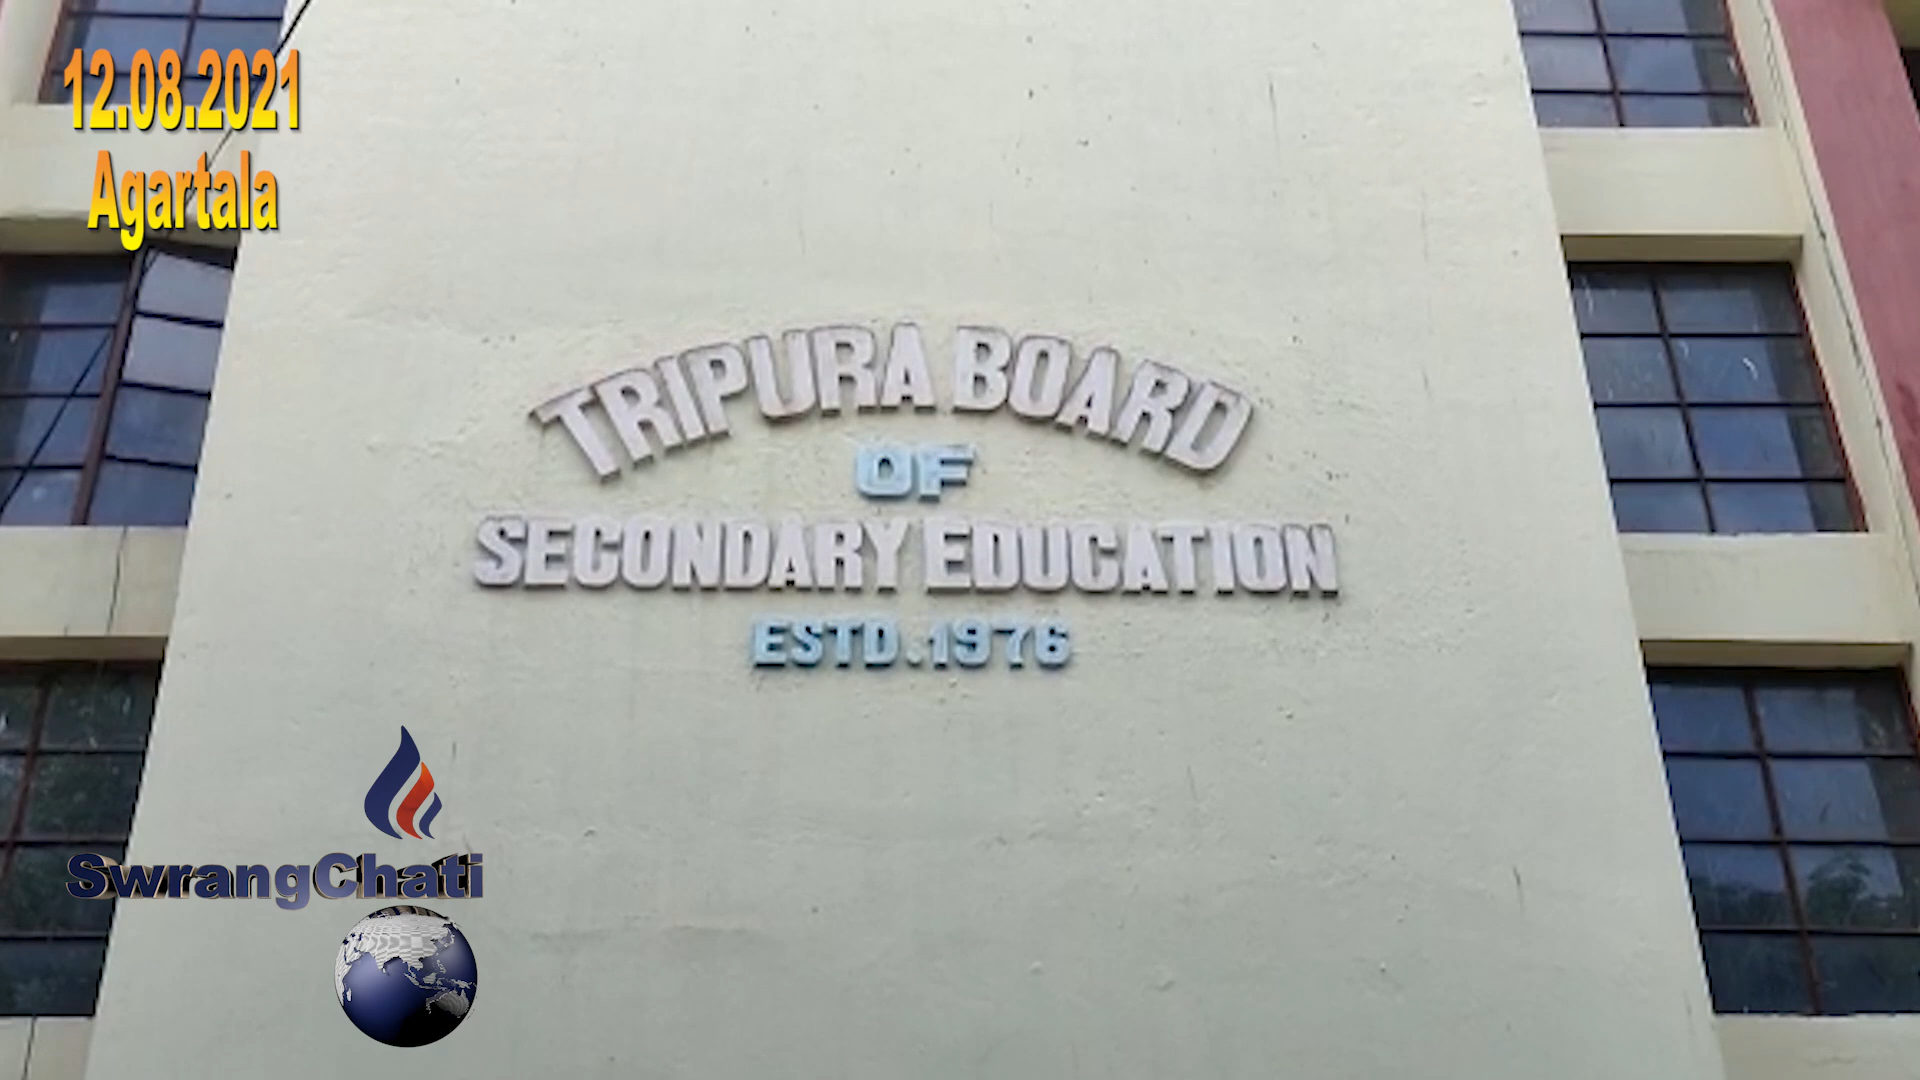 12.08.2021
Agartala
TRIPURA BOARD
OF
SECONDARY EDUCATION
ESTD.1976
SwrangChati